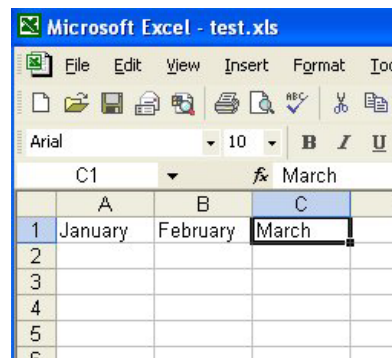 Microsoft Excel - test.xls
File Edit View Insert Format
ABC
Arial 10 B I U
C1 fx March
A B C
1 January February March
2
3
4
5